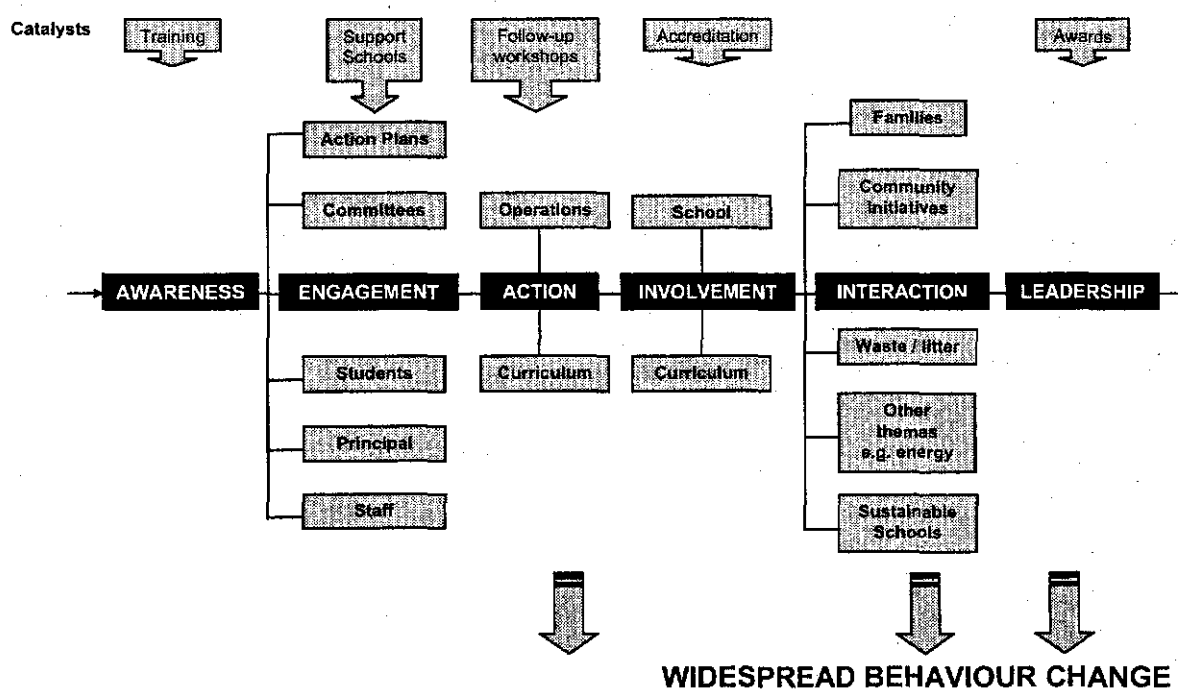 Catalysts
Training
Support
Schools
Follow-up
workshops
Accreditation
Awards
Action Plans
Committees
Operations
School
Families
Community
Initiatives
AWARENESS
ENGAGEMENT
ACTION
INVOLVEMENT
INTERACTION
LEADERSHIP
Students
Principal
Staff
Curriculum
Curriculum
Waste / litter
Other
themes
e.g. energy
Sustainable
Schools
WIDESPREAD BEHAVIOUR CHANGE